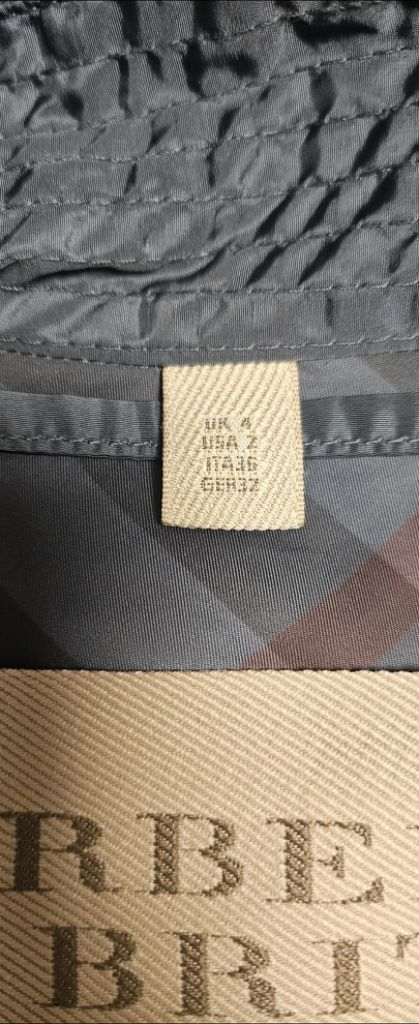 UK 4
USA 2
ITA36
GER32
RBE
BRI